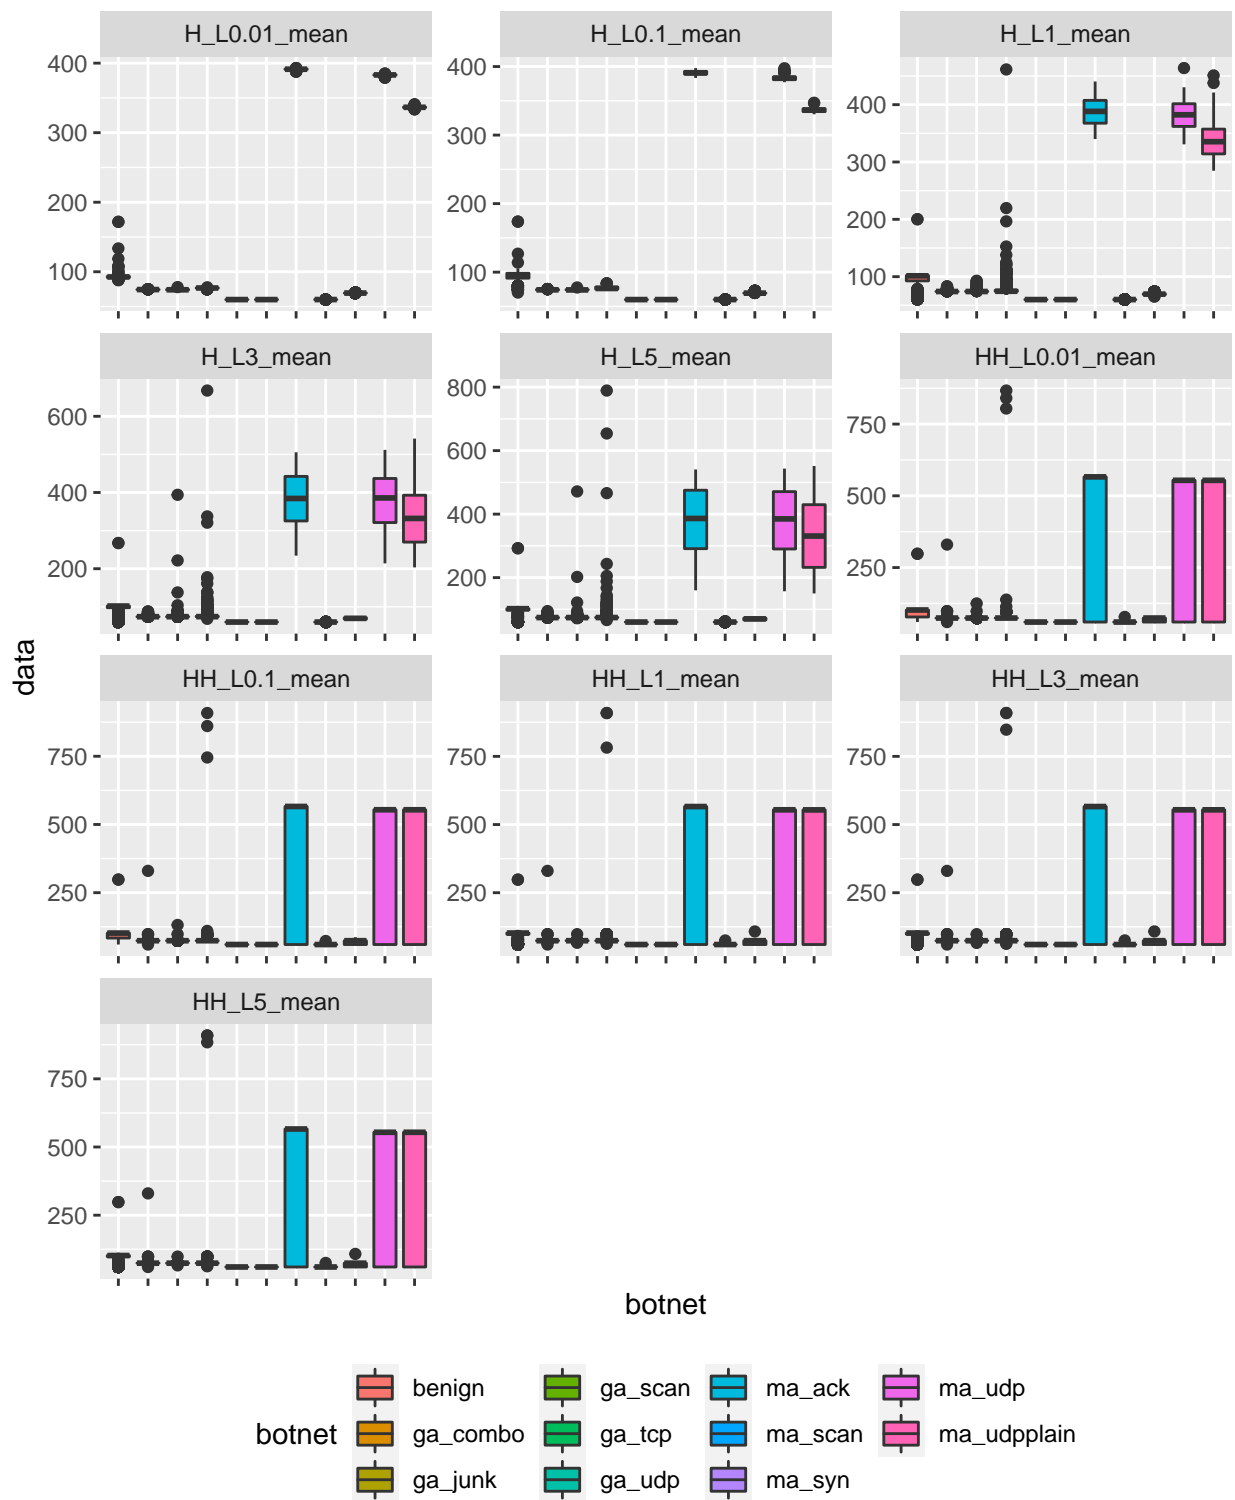 H_L0.01_mean H_L0.1_mean H_L1_mean
400 300 200 100
400 300 200 100
400 300 200 100
H_L3_mean H_L5_mean HH_L0.01_mean
600 400 200
800 600 400 200
750 500 250
data
HH_L0.1_mean HH_L1_mean HH_L3_mean
750 500 250
750 500 250
750 500 250
HH_L5_mean
750 500 250
botnet
botnet
benign ga_scan ma_ack ma_udp
ga_combo ga_tcp ma_scan ma_udpplain
ga_junk ga_udp ma_syn